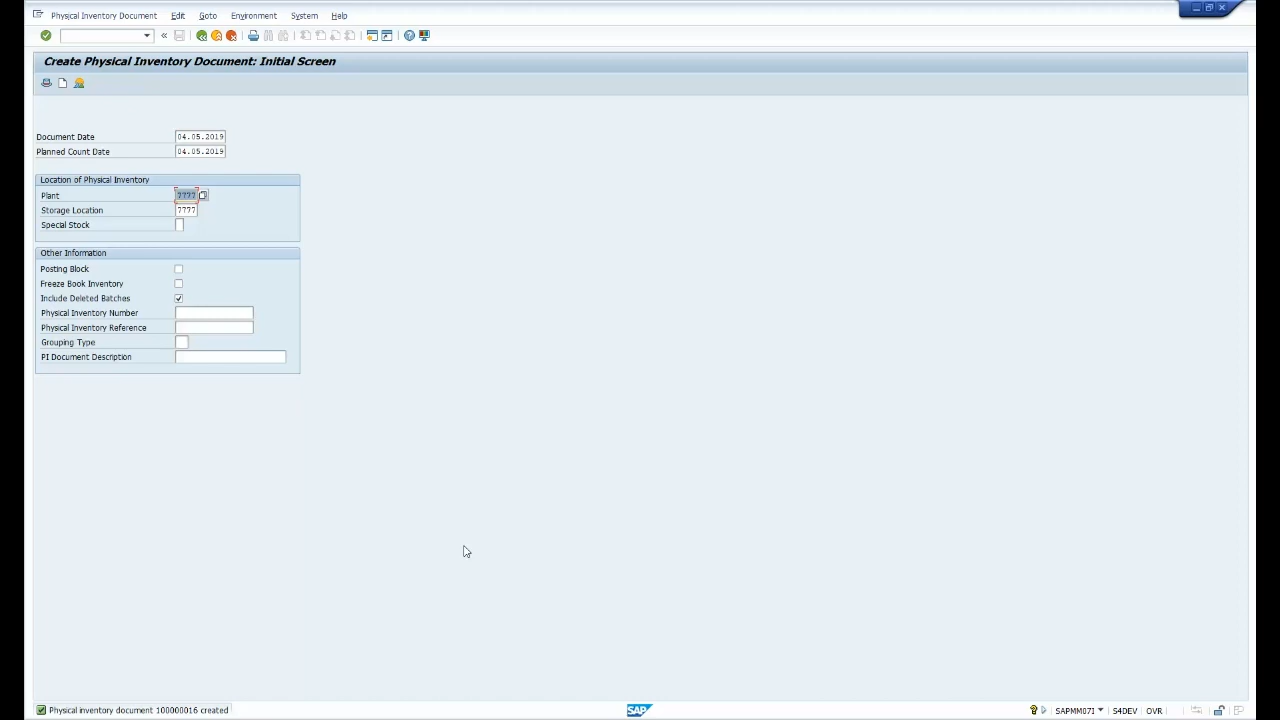 Physical Inventory Document Edit Goto Environment System Help
Create Physical Inventory Document: Initial Screen
Document Date 04.05.2019
Planned Count Date 04.05.2019
Location of Physical Inventory
Plant 7777
Storage Location 7777
Special Stock
Other Information
Posting Block
Freeze Book Inventory
Include Deleted Batches
Physical Inventory Number
Physical Inventory Reference
Grouping Type
PI Document Description
Physical inventory document 100000016 created SAP SAPMM07I S4DEV OVR